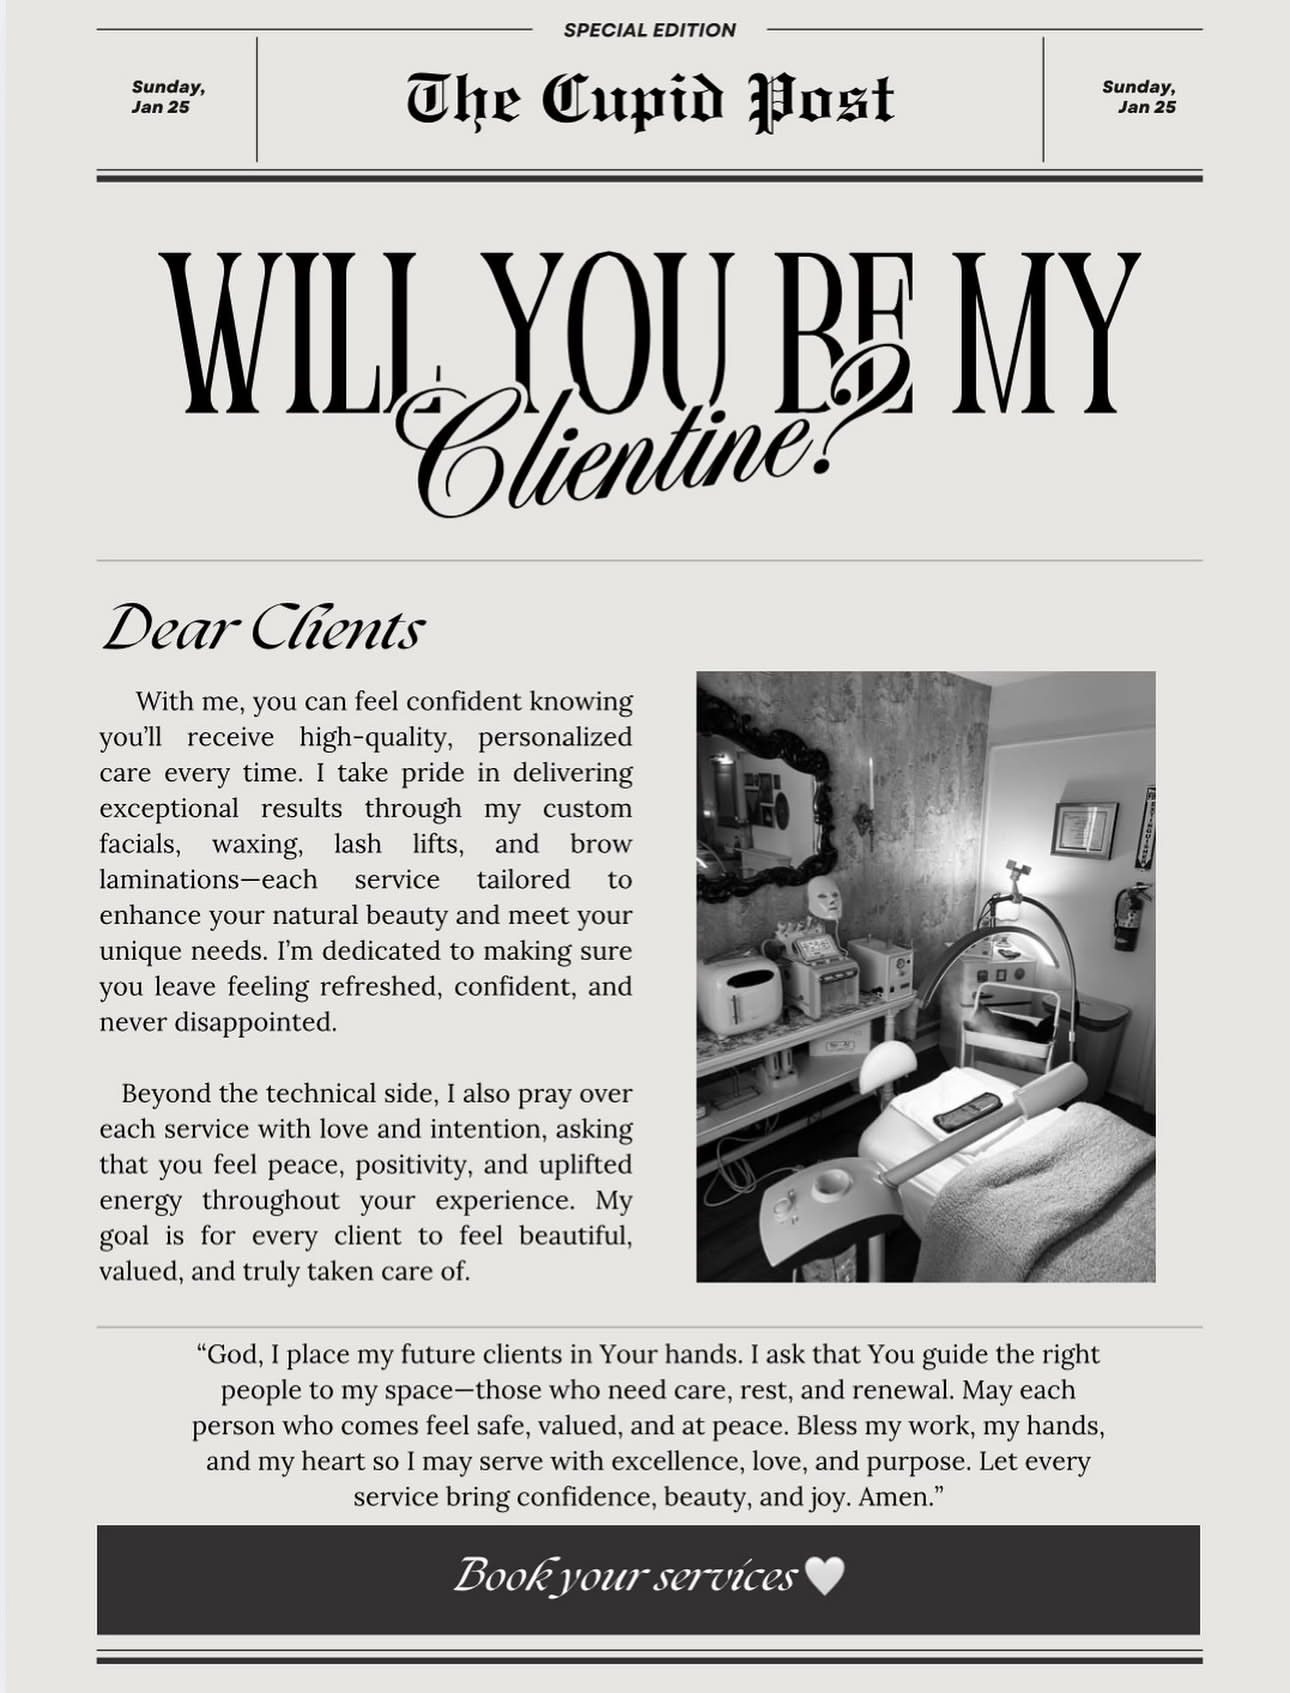 SPECIAL EDITION
Sunday,
Jan 25
The Cupid Post
Sunday,
Jan 25
WILL YOU BE MY
Clientine?
Dear Clients
With me, you can feel confident knowing
you’ll receive high-quality, personalized
care every time. I take pride in delivering
exceptional results through my custom
facials, waxing, lash lifts, and brow
laminations—each service tailored to
enhance your natural beauty and meet your
unique needs. I’m dedicated to making sure
you leave feeling refreshed, confident, and
never disappointed.
Beyond the technical side, I also pray over
each service with love and intention, asking
that you feel peace, positivity, and uplifted
energy throughout your experience. My
goal is for every client to feel beautiful,
valued, and truly taken care of.
“God, I place my future clients in Your hands. I ask that You guide the right
people to my space—those who need care, rest, and renewal. May each
person who comes feel safe, valued, and at peace. Bless my work, my hands,
and my heart so I may serve with excellence, love, and purpose. Let every
service bring confidence, beauty, and joy. Amen.”
Book your services🤍